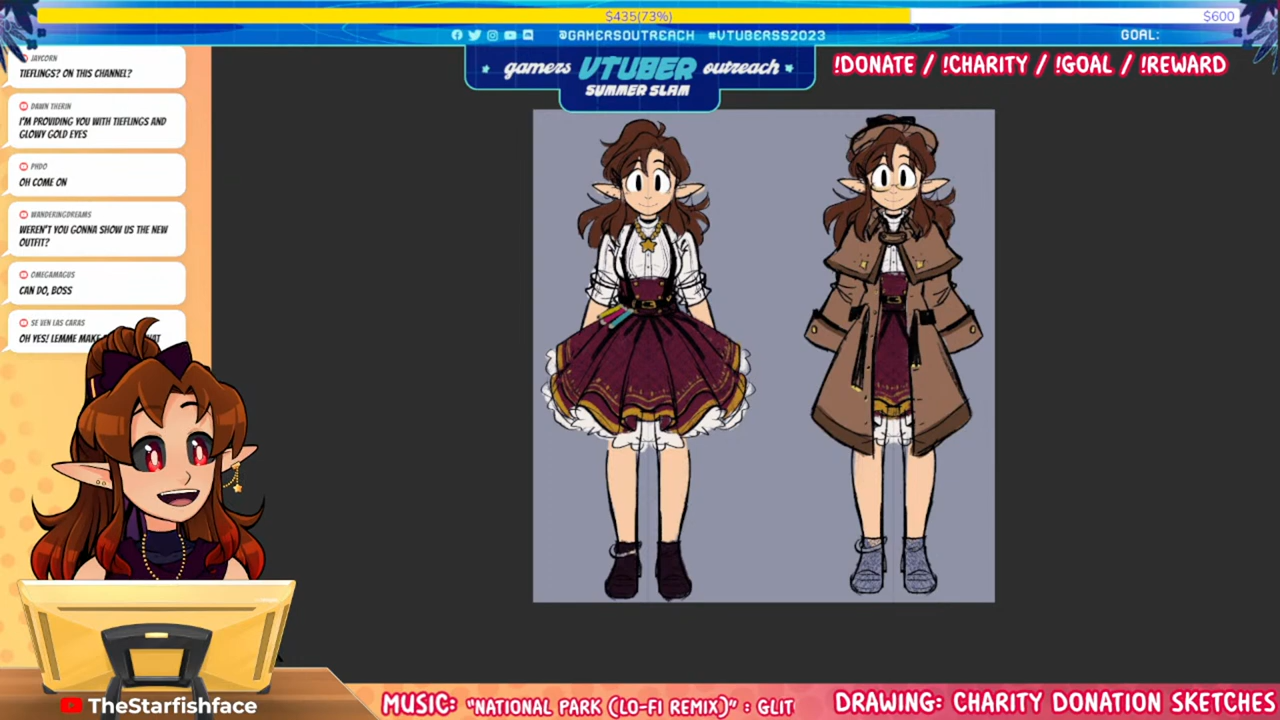 $435(73%)
$600
@GAMERSOUTREACH #VTUBERSS2023
GOAL:
gamers VTUBER outreach
SUMMER SLAM
!DONATE / !CHARITY / !GOAL / !REWARD
JAYCORN
TIEFLINGS? ON THIS CHANNEL?
DAWN THERIN
I'M PROVIDING YOU WITH TIEFLINGS AND
GLOWY GOLD EYES
PHDO
OH COME ON
WANDERINGDREAMS
WEREN'T YOU GONNA SHOW US THE NEW
OUTFIT?
OMEGAMAGUS
CAN DO, BOSS
SE VEN LAS CARAS
OH YES! LEMME MAKE
TheStarfishface
MUSIC: "NATIONAL PARK (LO-FI REMIX)" : GLIT
DRAWING: CHARITY DONATION SKETCHES